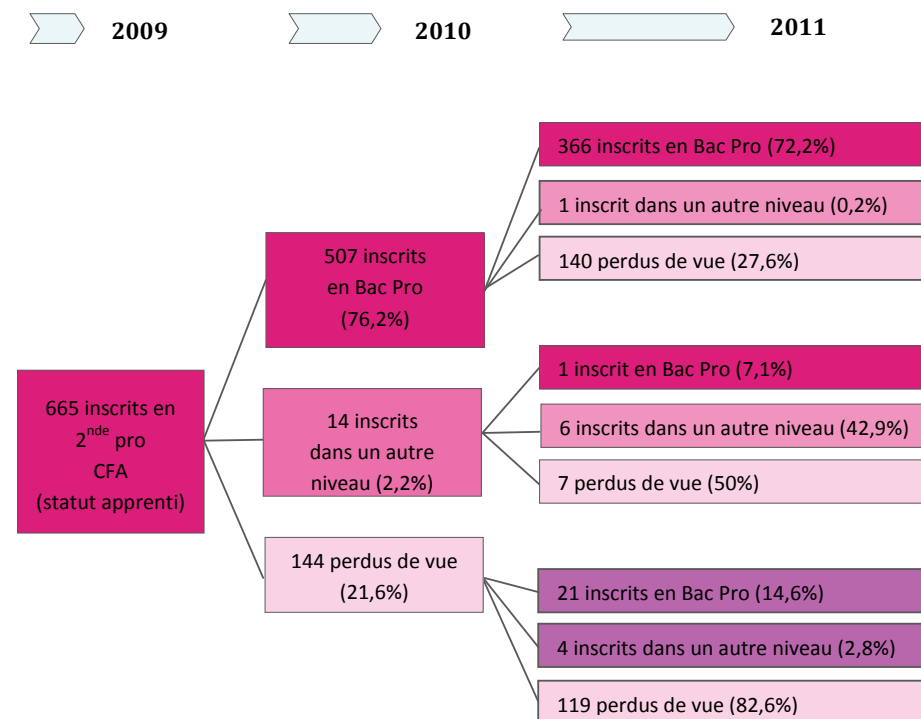 2009
2010
2011
665 inscrits en
2nde pro
CFA
(statut apprenti)
507 inscrits
en Bac Pro
(76,2%)
14 inscrits
dans un autre
niveau (2,2%)
144 perdus de vue
(21,6%)
366 inscrits en Bac Pro (72,2%)
1 inscrit dans un autre niveau (0,2%)
140 perdus de vue (27,6%)
1 inscrit en Bac Pro (7,1%)
6 inscrits dans un autre niveau (42,9%)
7 perdus de vue (50%)
21 inscrits en Bac Pro (14,6%)
4 inscrits dans un autre niveau (2,8%)
119 perdus de vue (82,6%)